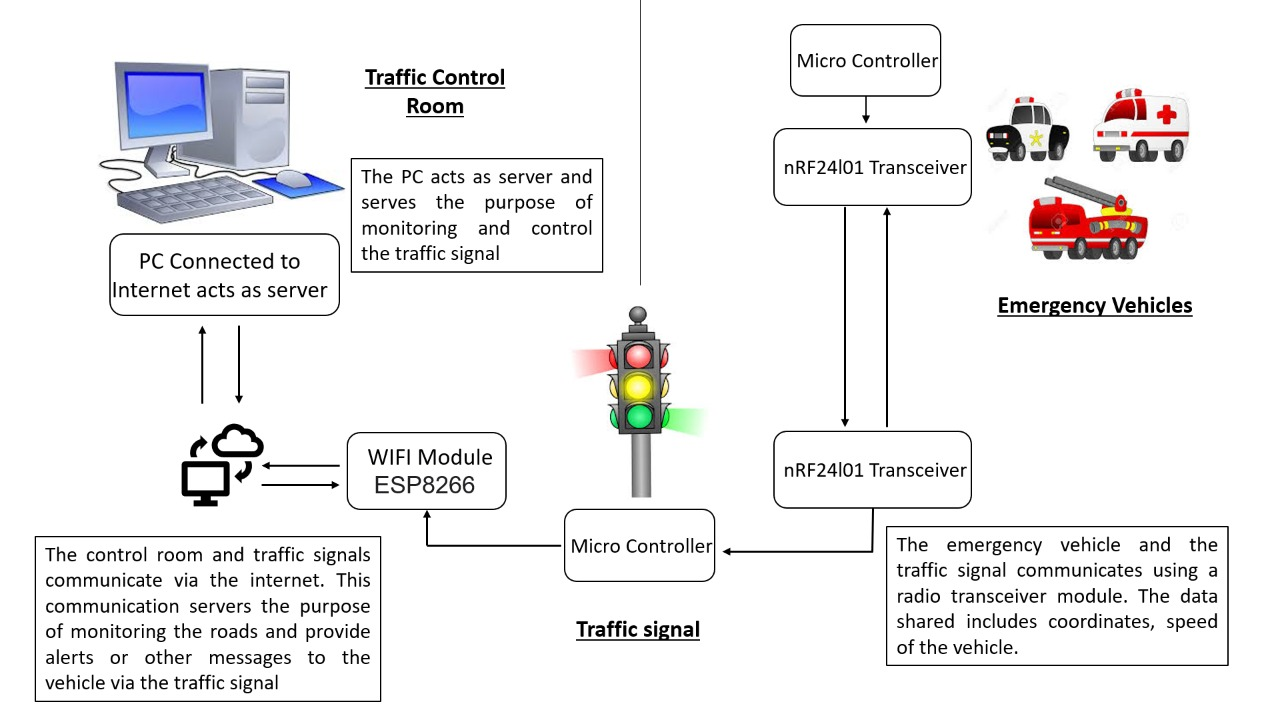 Traffic Control
Room
The PC acts as server and
serves the purpose of
monitoring and control
the traffic signal
PC Connected to
Internet acts as server
WIFI Module
ESP8266
The control room and traffic signals
communicate via the internet. This
communication servers the purpose
of monitoring the roads and provide
alerts or other messages to the
vehicle via the traffic signal
Micro Controller
Traffic signal
Micro Controller
nRF24l01 Transceiver
Emergency Vehicles
nRF24l01 Transceiver
The emergency vehicle and the
traffic signal communicates using a
radio transceiver module. The data
shared includes coordinates, speed
of the vehicle.